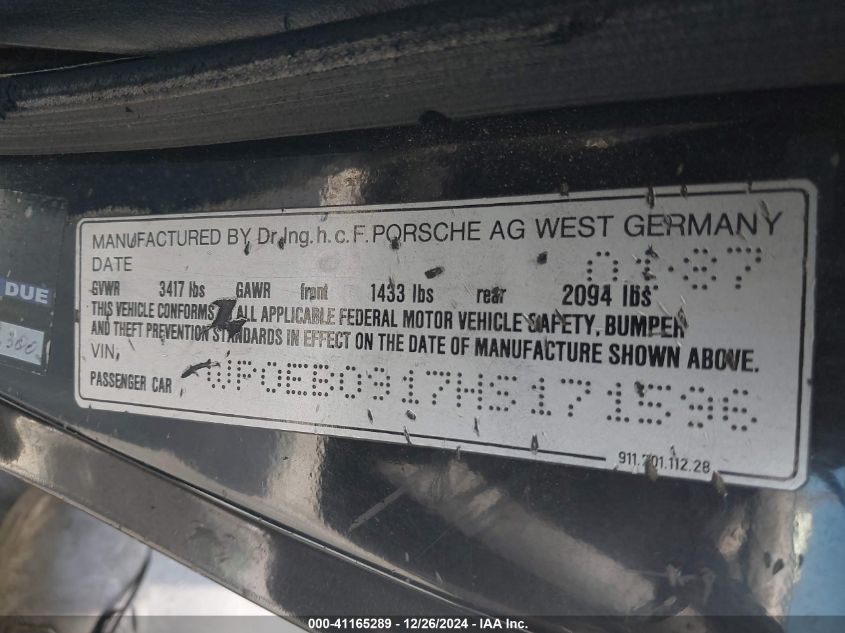 MANUFACTURED BY Dr.Ing.h.c.F.PORSCHE AG WEST GERMANY
DATE 87
GVWR 3417 lbs GAWR front 1433 lbs rear 2094 lbs
THIS VEHICLE CONFORMS ALL APPLICABLE FEDERAL MOTOR VEHICLE SAFETY, BUMPER
AND THEFT PREVENTION STANDARDS IN EFFECT ON THE DATE OF MANUFACTURE SHOWN ABOVE.
VIN,
PASSENGER CAR WP0EB0917HS171596
911.701.112.28
DUE
300
000-41165289 - 12/26/2024 - IAA Inc.